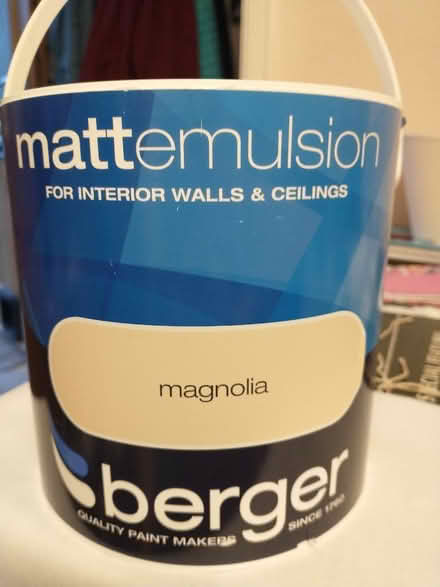 mattemulsion
FOR INTERIOR WALLS & CEILINGS
magnolia
berger
QUALITY PAINT MAKERS
SINCE 1760